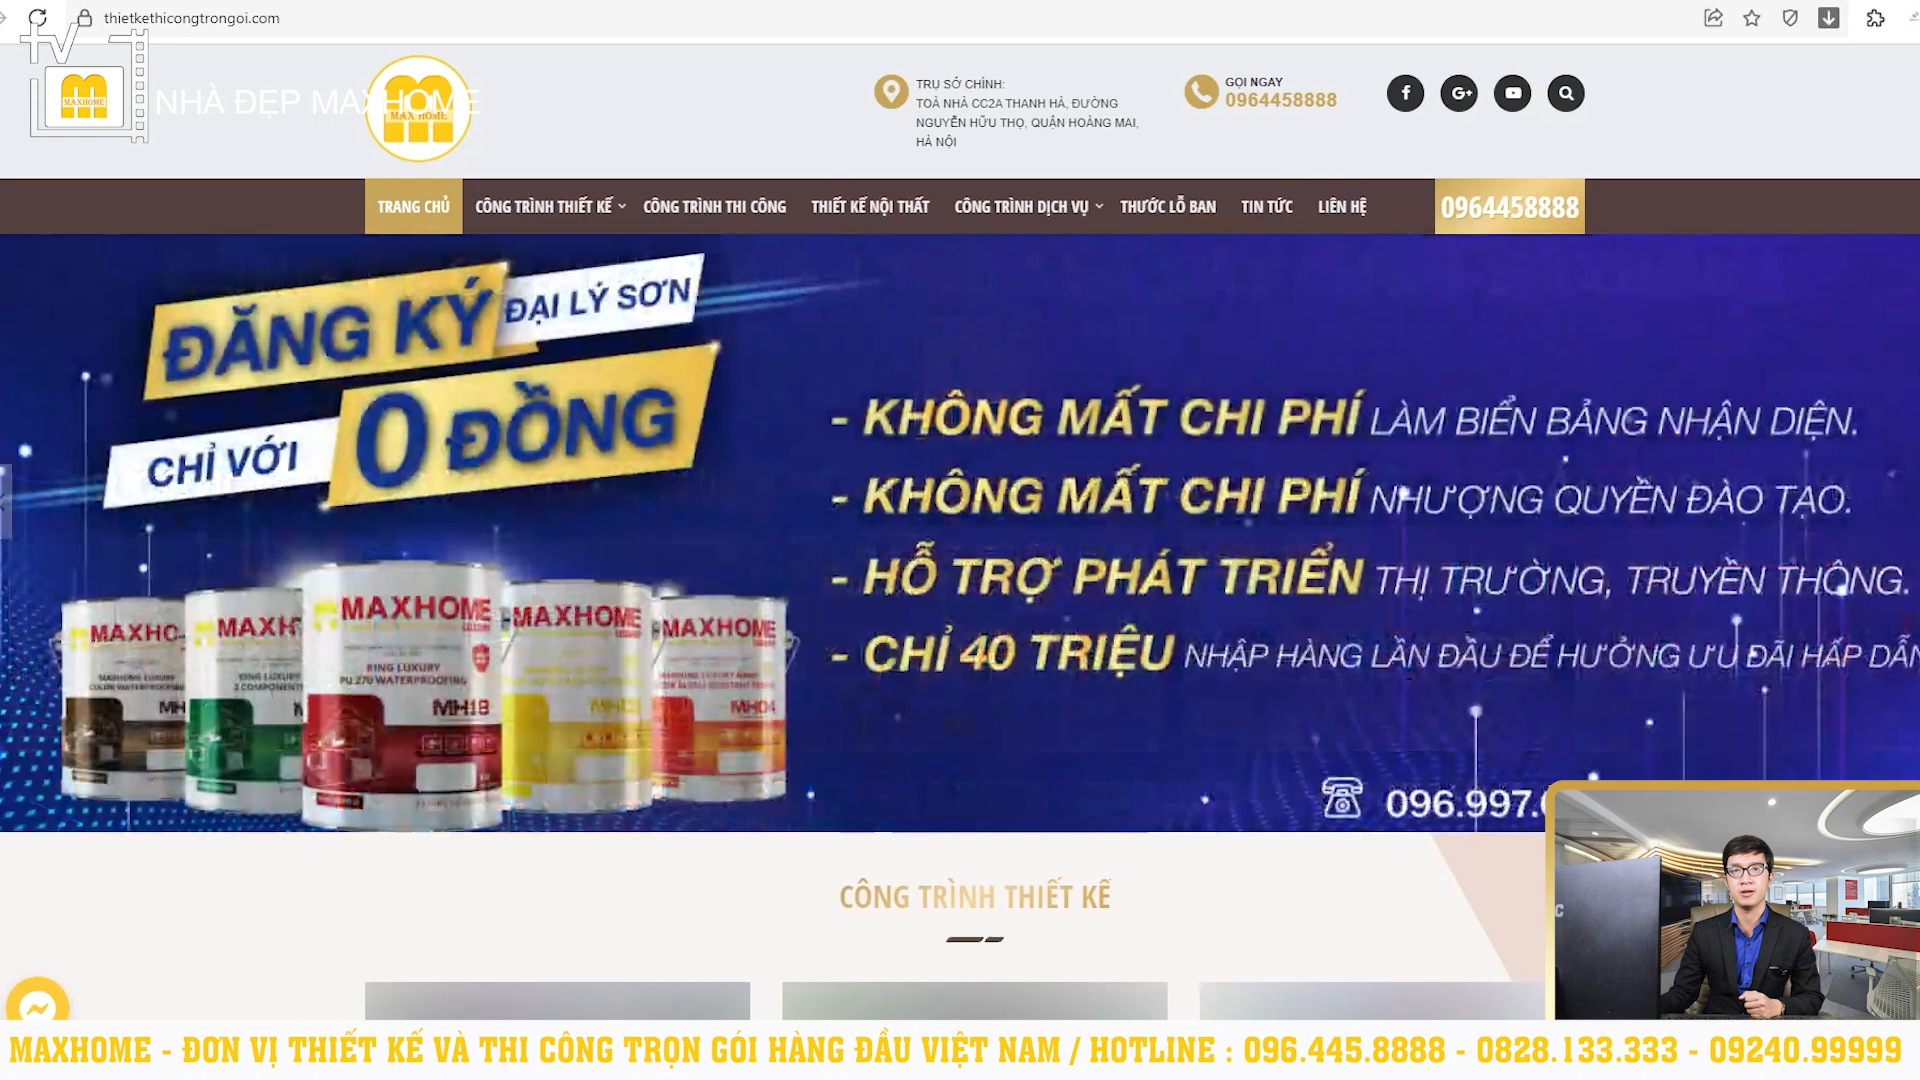 thietkethicongtrongoi.com
NHÀ ĐẸP MAXHOME
MAXHOME
MAX HOME
TRỤ SỞ CHÍNH:
TOÀ NHÀ CC2A THANH HÀ, ĐƯỜNG
NGUYỄN HỮU THỌ, QUẬN HOÀNG MAI,
HÀ NỘI
GỌI NGAY
0964458888
TRANG CHỦ
CÔNG TRÌNH THIẾT KẾ
CÔNG TRÌNH THI CÔNG
THIẾT KẾ NỘI THẤT
CÔNG TRÌNH DỊCH VỤ
THƯỚC LỖ BAN
TIN TỨC
LIÊN HỆ
0964458888
ĐĂNG KÝ ĐẠI LÝ SƠN
CHỈ VỚI 0 ĐỒNG
- KHÔNG MẤT CHI PHÍ LÀM BIỂN BẢNG NHẬN DIỆN.
- KHÔNG MẤT CHI PHÍ NHƯỢNG QUYỀN ĐÀO TẠO.
- HỖ TRỢ PHÁT TRIỂN THỊ TRƯỜNG, TRUYỀN THÔNG.
- CHỈ 40 TRIỆU NHẬP HÀNG LẦN ĐẦU ĐỂ HƯỞNG ƯU ĐÃI HẤP DẪN
MAXHO
MAXH
MAXHOME
MAXHOME
MAXHOME
KING LUXURY
PU 270 WATERPROOFING
MH18
MH04
096.997.
CÔNG TRÌNH THIẾT KẾ
MAXHOME - ĐƠN VỊ THIẾT KẾ VÀ THI CÔNG TRỌN GÓI HÀNG ĐẦU VIỆT NAM / HOTLINE : 096.445.8888 - 0828.133.333 - 09240.99999